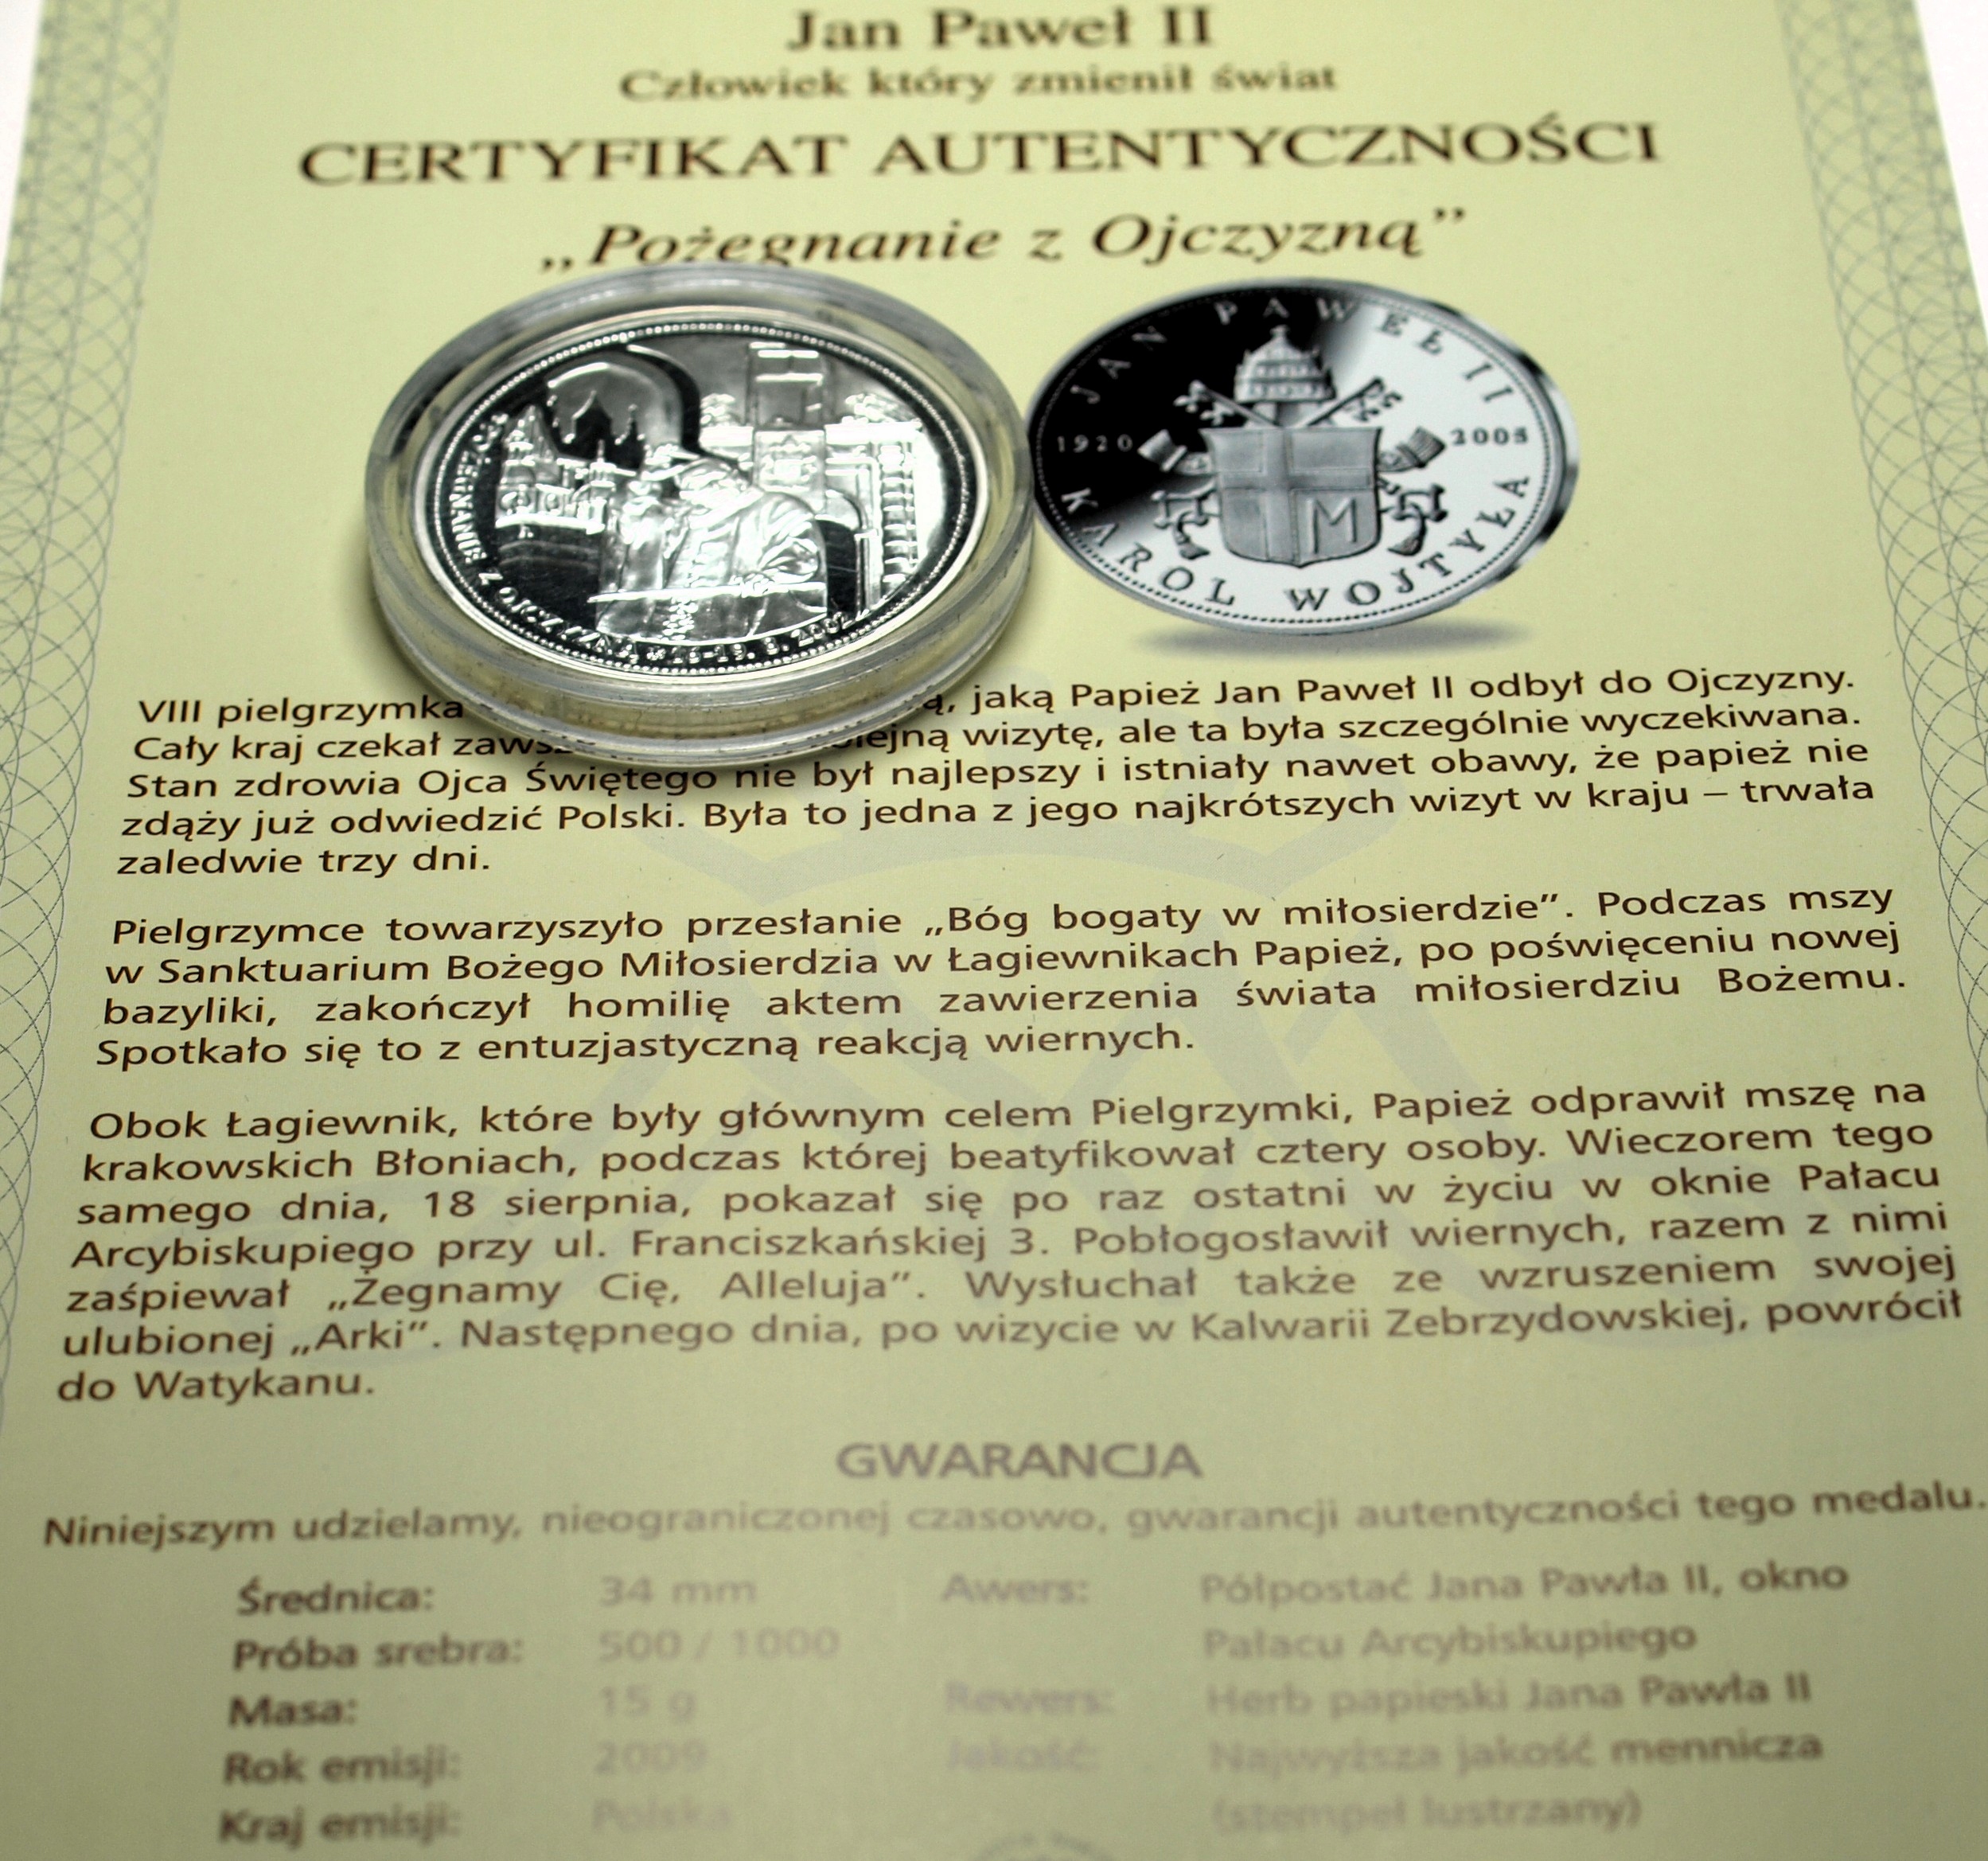 Jan Paweł II
Człowiek który zmienił świat
CERTYFIKAT AUTENTYCZNOŚCI
„Pożegnanie z Ojczyzną”
Z OJCZYZNĄ 16-19.8.2002
JAN PAWEŁ II
1920 2005
KAROL WOJTYŁA
VIII pielgrzymka jaką Papież Jan Paweł II odbył do Ojczyzny.
Cały kraj czekał wizytę, ale ta była szczególnie wyczekiwana.
Stan zdrowia Ojca Świętego nie był najlepszy i istniały nawet obawy, że papież nie
zdąży już odwiedzić Polski. Była to jedna z jego najkrótszych wizyt w kraju – trwała
zaledwie trzy dni.
Pielgrzymce towarzyszyło przesłanie „Bóg bogaty w miłosierdzie”. Podczas mszy
w Sanktuarium Bożego Miłosierdzia w Łagiewnikach Papież, po poświęceniu nowej
bazyliki, zakończył homilię aktem zawierzenia świata miłosierdziu Bożemu.
Spotkało się to z entuzjastyczną reakcją wiernych.
Obok Łagiewnik, które były głównym celem Pielgrzymki, Papież odprawił mszę na
krakowskich Błoniach, podczas której beatyfikował cztery osoby. Wieczorem tego
samego dnia, 18 sierpnia, pokazał się po raz ostatni w życiu w oknie Pałacu
Arcybiskupiego przy ul. Franciszkańskiej 3. Pobłogosławił wiernych, razem z nimi
zaśpiewał „Żegnamy Cię, Alleluja”. Wysłuchał także ze wzruszeniem swojej
ulubionej „Arki”. Następnego dnia, po wizycie w Kalwarii Zebrzydowskiej, powrócił
do Watykanu.
GWARANCJA
Niniejszym udzielamy, nieograniczonej czasowo, gwarancji autentyczności tego medalu.
Średnica: 34 mm Awers: Półpostać Jana Pawła II, okno
Próba srebra: 500 / 1000 Pałacu Arcybiskupiego
Masa: 15 g Rewers: Herb papieski Jana Pawła II
Rok emisji: 2009 Jakość: Najwyższa jakość mennicza
Kraj emisji: Polska (stempel lustrzany)